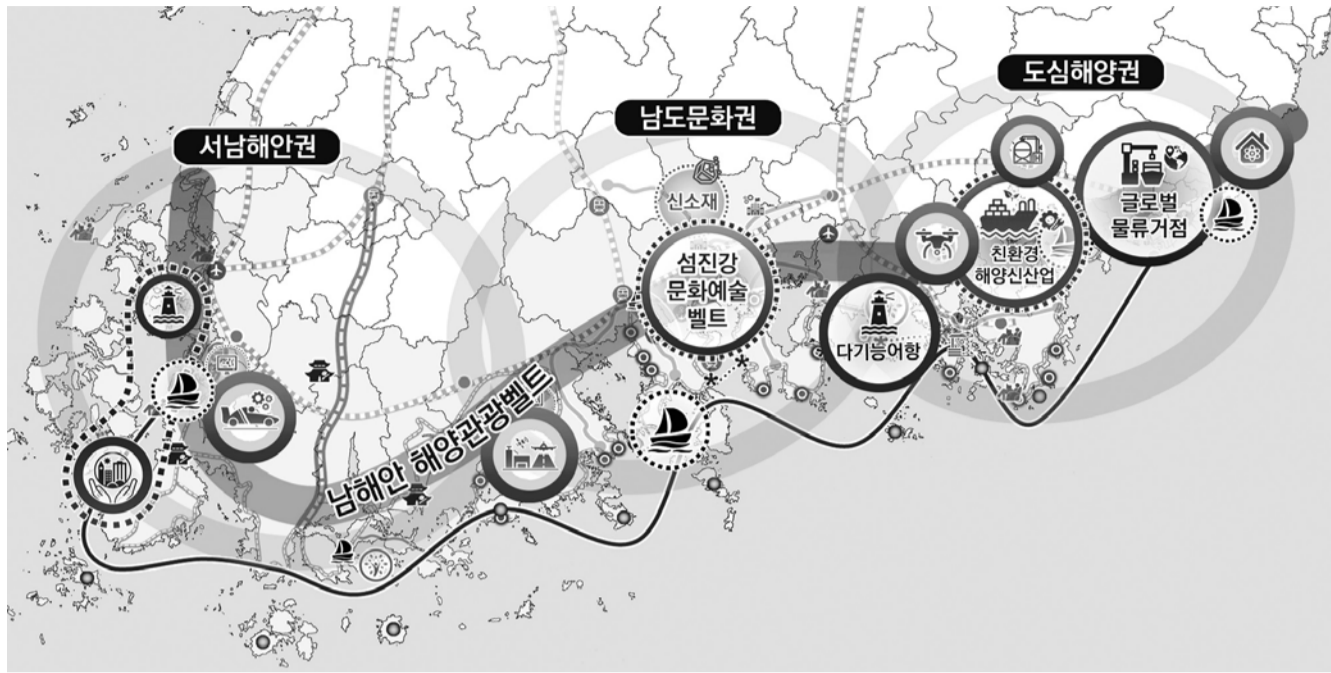 도심해양권
남도문화권
서남해안권
신소재
글로벌
물류거점
친환경
해양신산업
섬진강
문화예술
벨트
다기능어항
남해안 해양관광벨트